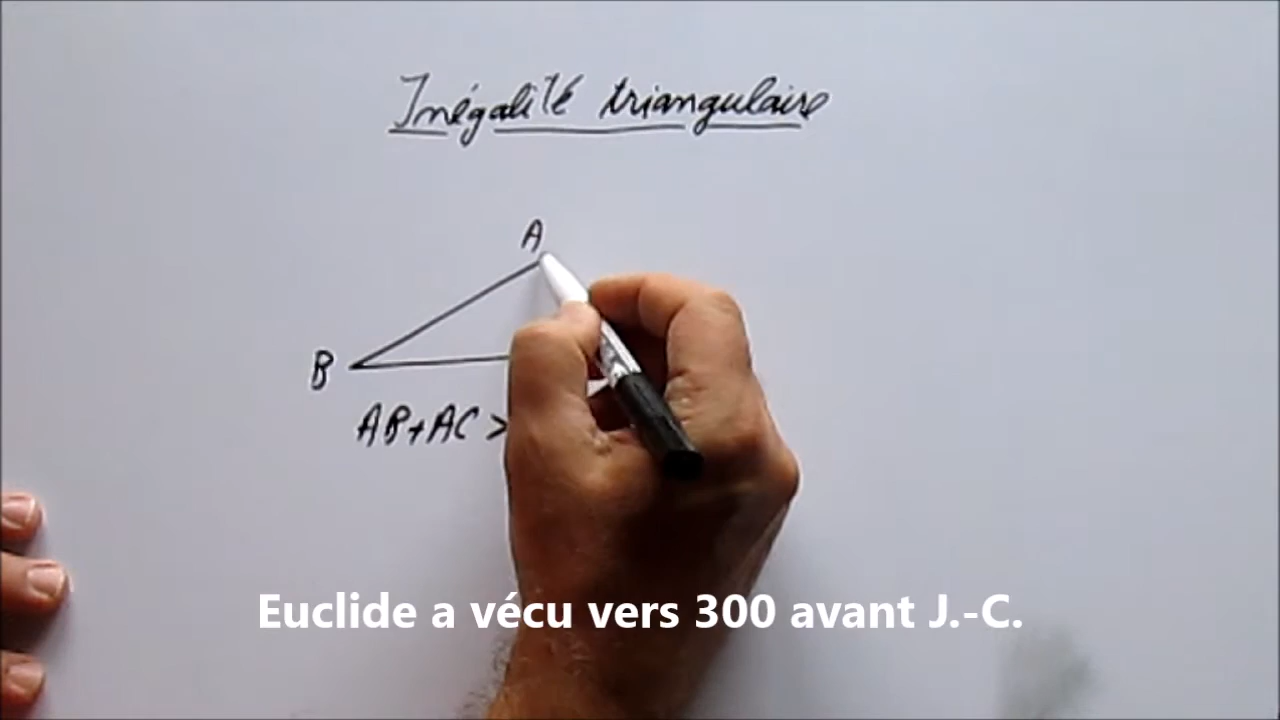 Inégalité triangulaire
A
B
AB+AC >
Euclide a vécu vers 300 avant J.-C.